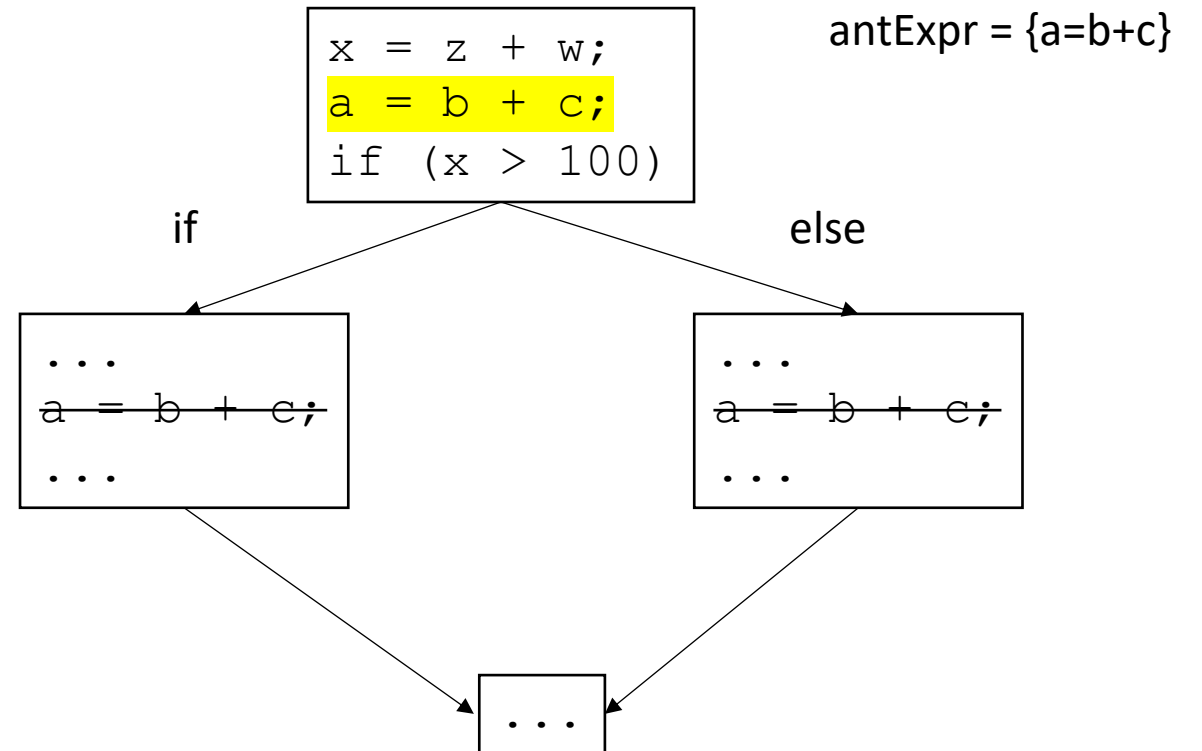 antExpr = {a=b+c}
x = z + w;
a = b + c;
if (x > 100)
if
else
...
a = b + c;
...
...
a = b + c;
...
...